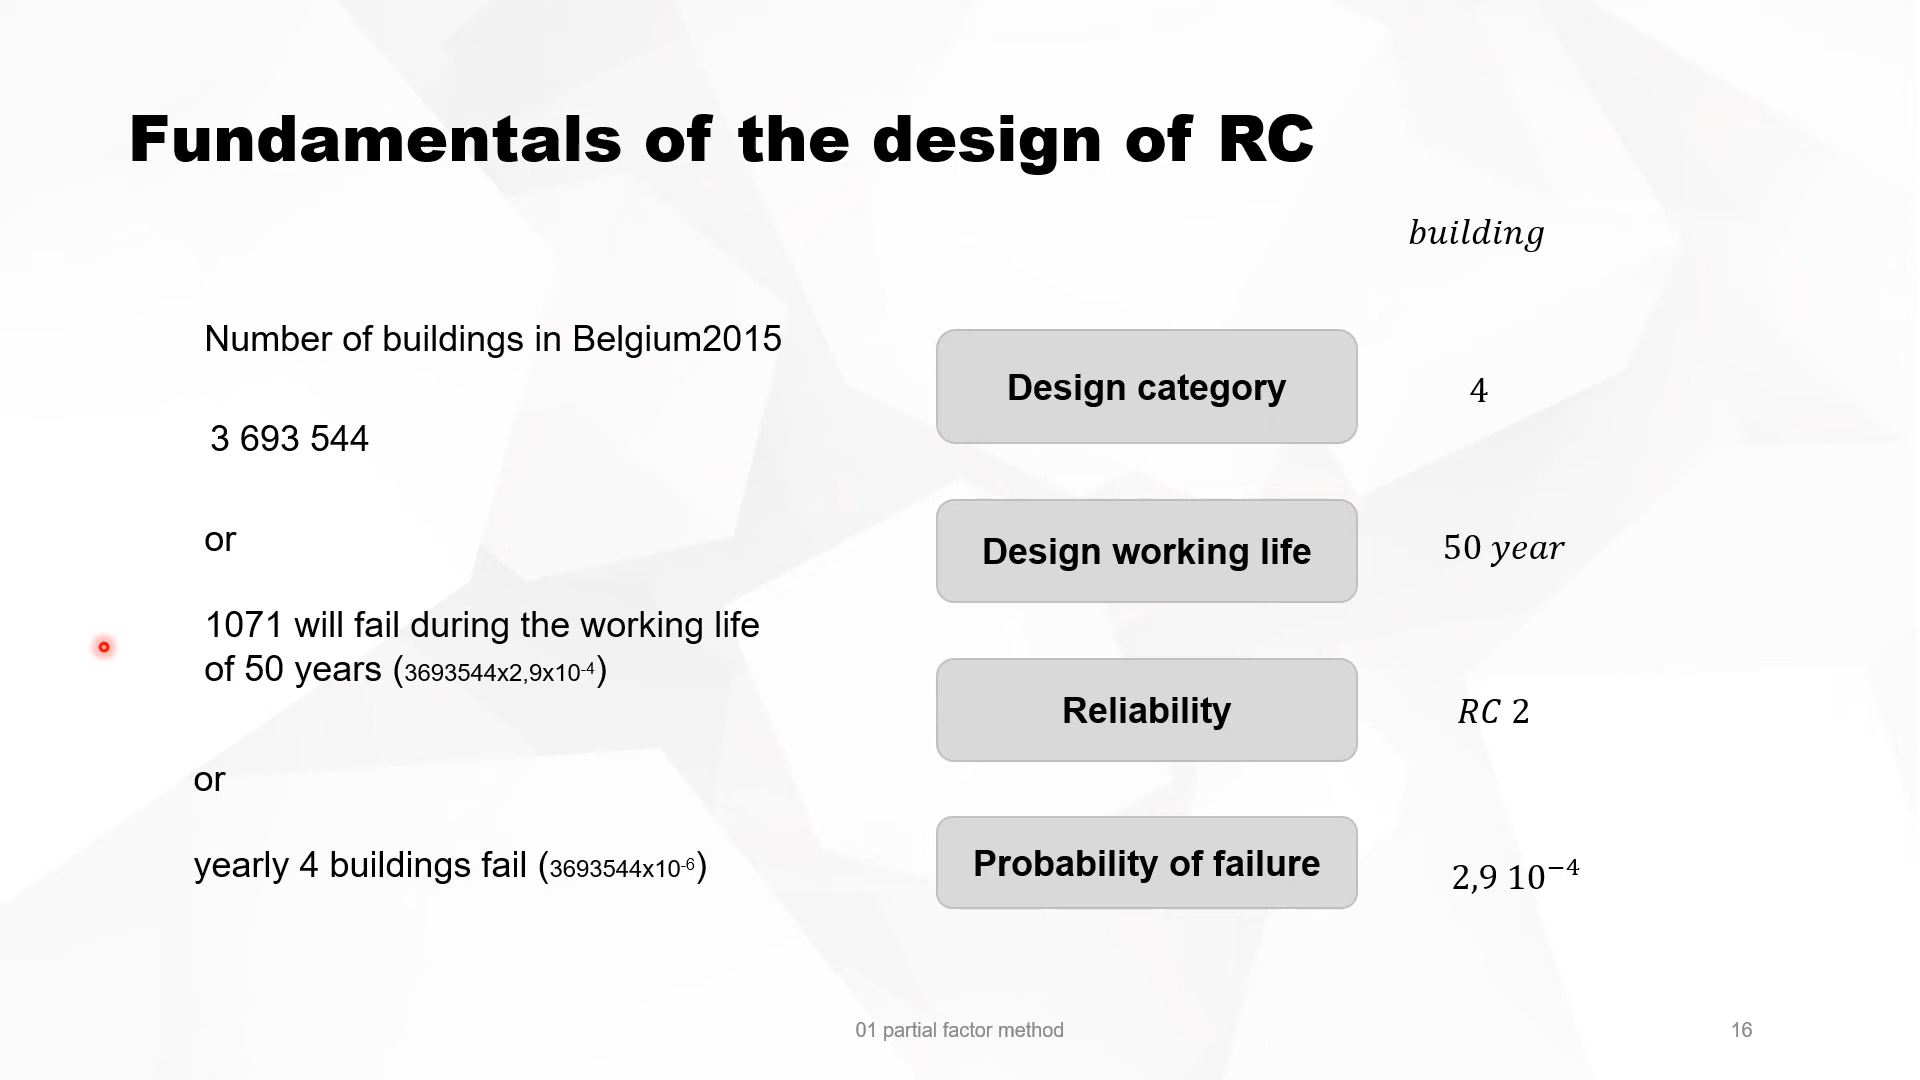 Fundamentals of the design of RC
building
Number of buildings in Belgium2015
3 693 544
or
1071 will fail during the working life
of 50 years (3693544x2,9x10⁻⁴)
or
yearly 4 buildings fail (3693544x10⁻⁶)
Design category
4
Design working life
50 year
Reliability
RC 2
Probability of failure
2,9 10⁻⁴
01 partial factor method
16